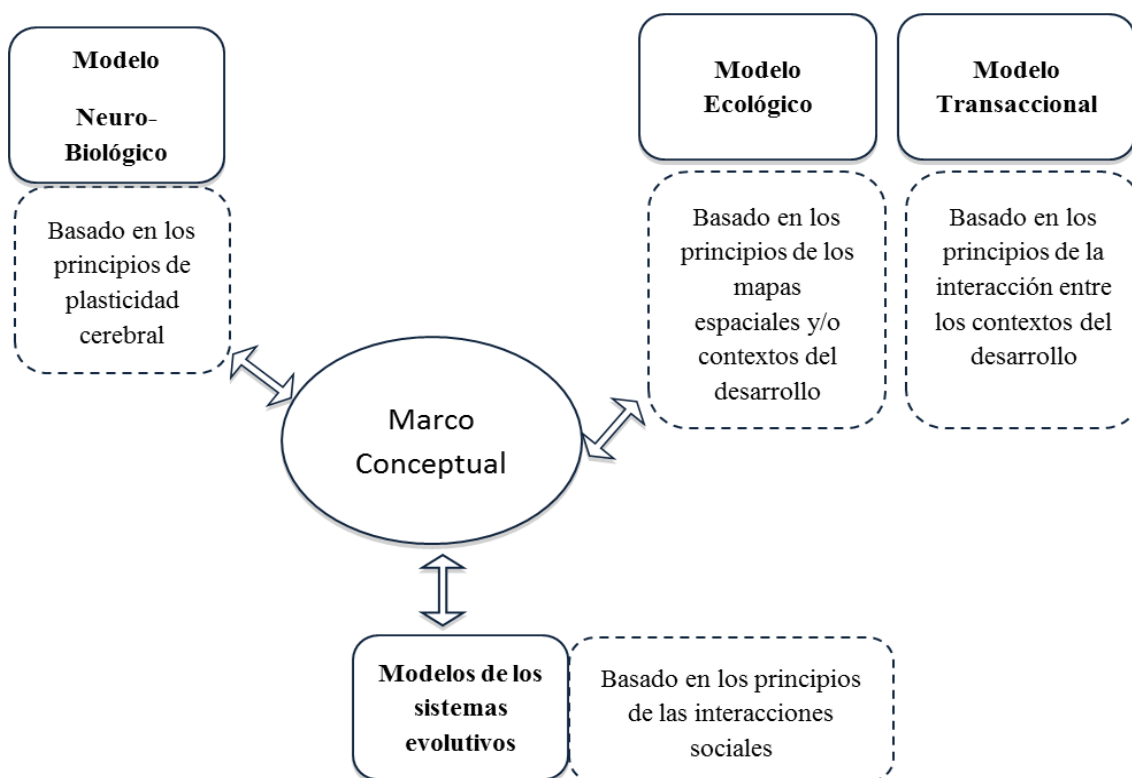 Modelo
Neuro-
Biológico
Basado en los
principios de
plasticidad
cerebral
Modelo
Ecológico
Basado en los
principios de los
mapas
espaciales y/o
contextos del
desarrollo
Modelo
Transaccional
Basado en los
principios de la
interacción entre
los contextos del
desarrollo
Marco
Conceptual
Modelos de los
sistemas
evolutivos
Basado en los principios
de las interacciones
sociales